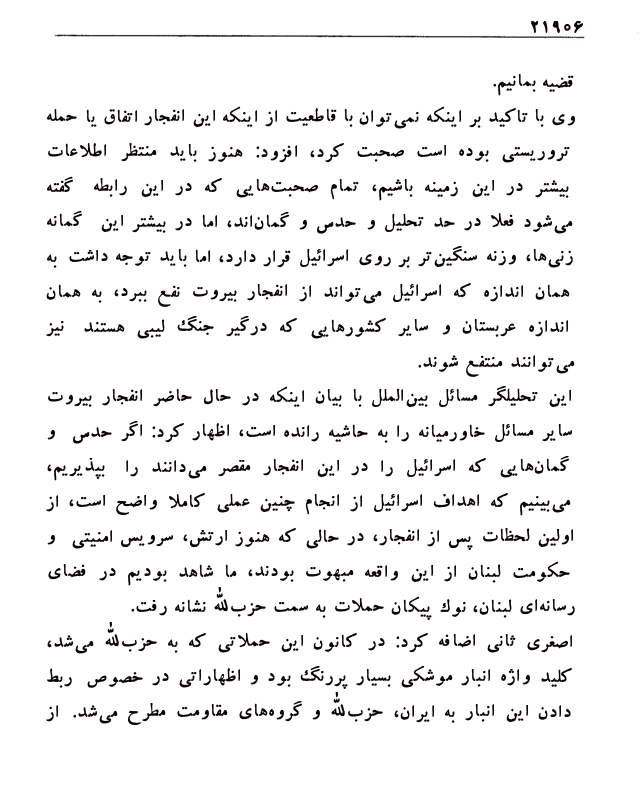 ۲۱۹۰۶
قضیه بمانیم.
وی با تاکید بر اینکه نمی‌توان با قاطعیت از اینکه این انفجار اتفاق یا حمله
تروریستی بوده است صحبت کرد، افزود: هنوز باید منتظر اطلاعات
بیشتر در این زمینه باشیم، تمام صحبت‌هایی که در این رابطه گفته
می‌شود فعلا در حد تحلیل و حدس و گمان‌اند، اما در بیشتر این گمانه
زنی‌ها، وزنه سنگین‌تر بر روی اسرائیل قرار دارد، اما باید توجه داشت به
همان اندازه که اسرائیل می‌تواند از انفجار بیروت نفع ببرد، به همان
اندازه عربستان و سایر کشورهایی که درگیر جنگ لیبی هستند نیز
می‌توانند منتفع شوند.
این تحلیلگر مسائل بین‌الملل با بیان اینکه در حال حاضر انفجار بیروت
سایر مسائل خاورمیانه را به حاشیه رانده است، اظهار کرد: اگر حدس و
گمان‌هایی که اسرائیل را در این انفجار مقصر می‌دانند را بپذیریم،
می‌بینیم که اهداف اسرائیل از انجام چنین عملی کاملا واضح است، از
اولین لحظات پس از انفجار، در حالی که هنوز ارتش، سرویس امنیتی و
حکومت لبنان از این واقعه مبهوت بودند، ما شاهد بودیم در فضای
رسانه‌ای لبنان، نوك پیکان حملات به سمت حزب‌الله نشانه رفت.
اصغری ثانی اضافه کرد: در کانون این حملاتی که به حزب‌الله می‌شد،
کلید واژه انبار موشکی بسیار پررنگ بود و اظهاراتی در خصوص ربط
دادن این انبار به ایران، حزب‌الله و گروه‌های مقاومت مطرح می‌شد. از